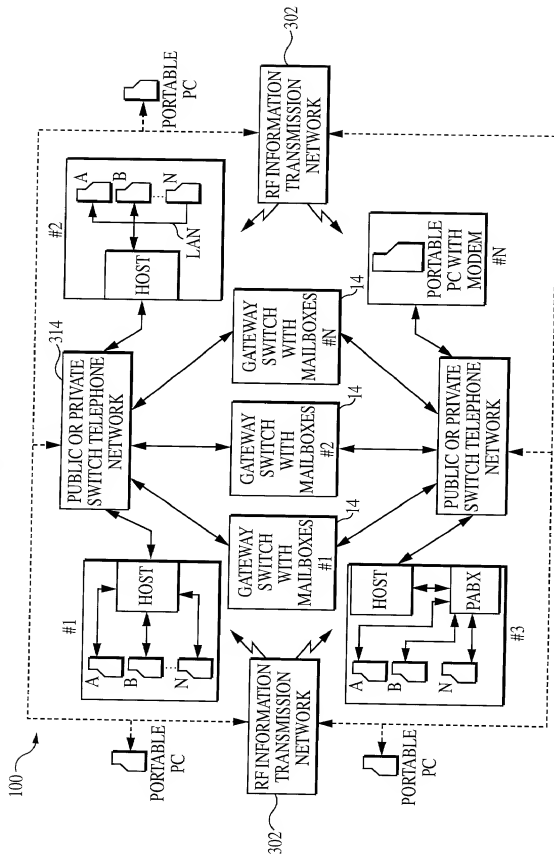 100
PORTABLE
PC
302
RF INFORMATION
TRANSMISSION
NETWORK
PORTABLE
PC
#1
A
B
N
HOST
314
PUBLIC OR PRIVATE
SWITCH TELEPHONE
NETWORK
#2
HOST
A
B
N
LAN
PORTABLE
PC
14
GATEWAY
SWITCH
WITH
MAILBOXES
#1
14
GATEWAY
SWITCH
WITH
MAILBOXES
#2
14
GATEWAY
SWITCH
WITH
MAILBOXES
#N
302
RF INFORMATION
TRANSMISSION
NETWORK
HOST
PABX
A
B
N
#3
PUBLIC OR PRIVATE
SWITCH TELEPHONE
NETWORK
PORTABLE
PC WITH
MODEM
#N